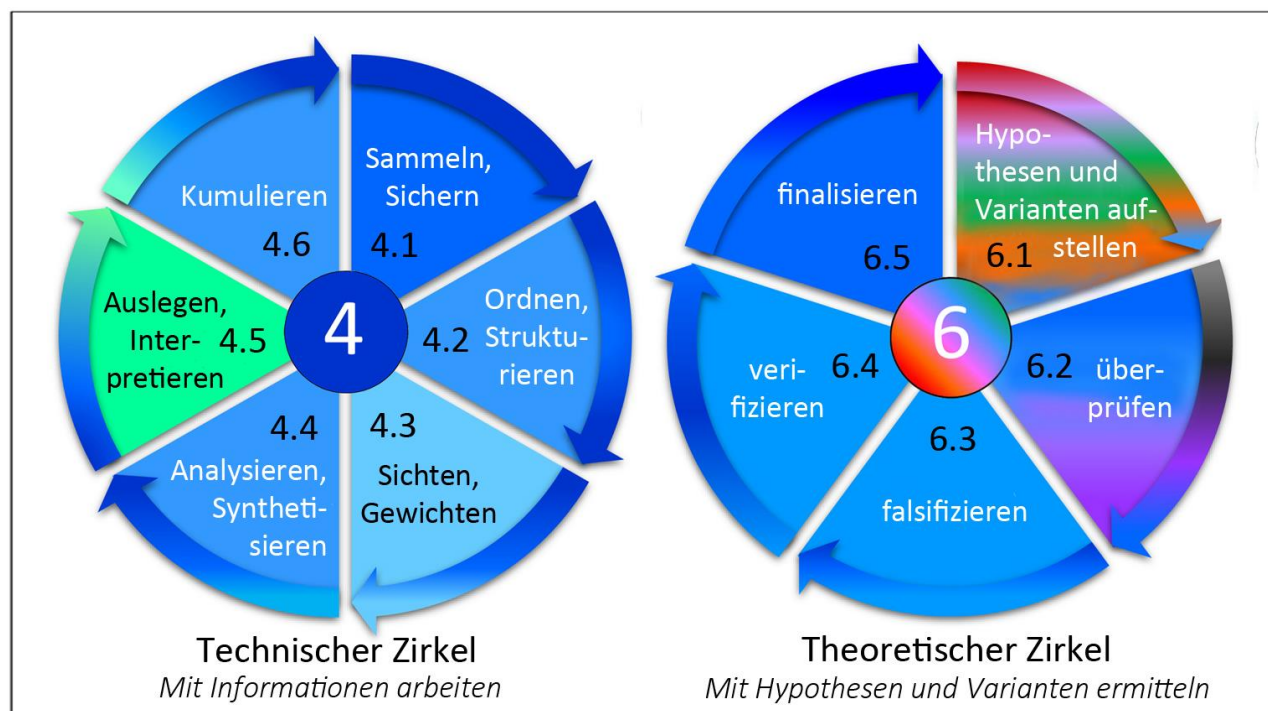 Sammeln,
Sichern
4.1
4.2
Ordnen,
Struktu-
rieren
4.3
Sichten,
Gewichten
4.4
Analysieren,
Syntheti-
sieren
Auslegen,
Inter-
pretieren
4.5
Kumulieren
4.6
4
Technischer Zirkel
Mit Informationen arbeiten
Hypo-
thesen und
Varianten auf-
stellen
6.1
6.2
über-
prüfen
6.3
falsifizieren
6.4
veri-
fizieren
finalisieren
6.5
6
Theoretischer Zirkel
Mit Hypothesen und Varianten ermitteln